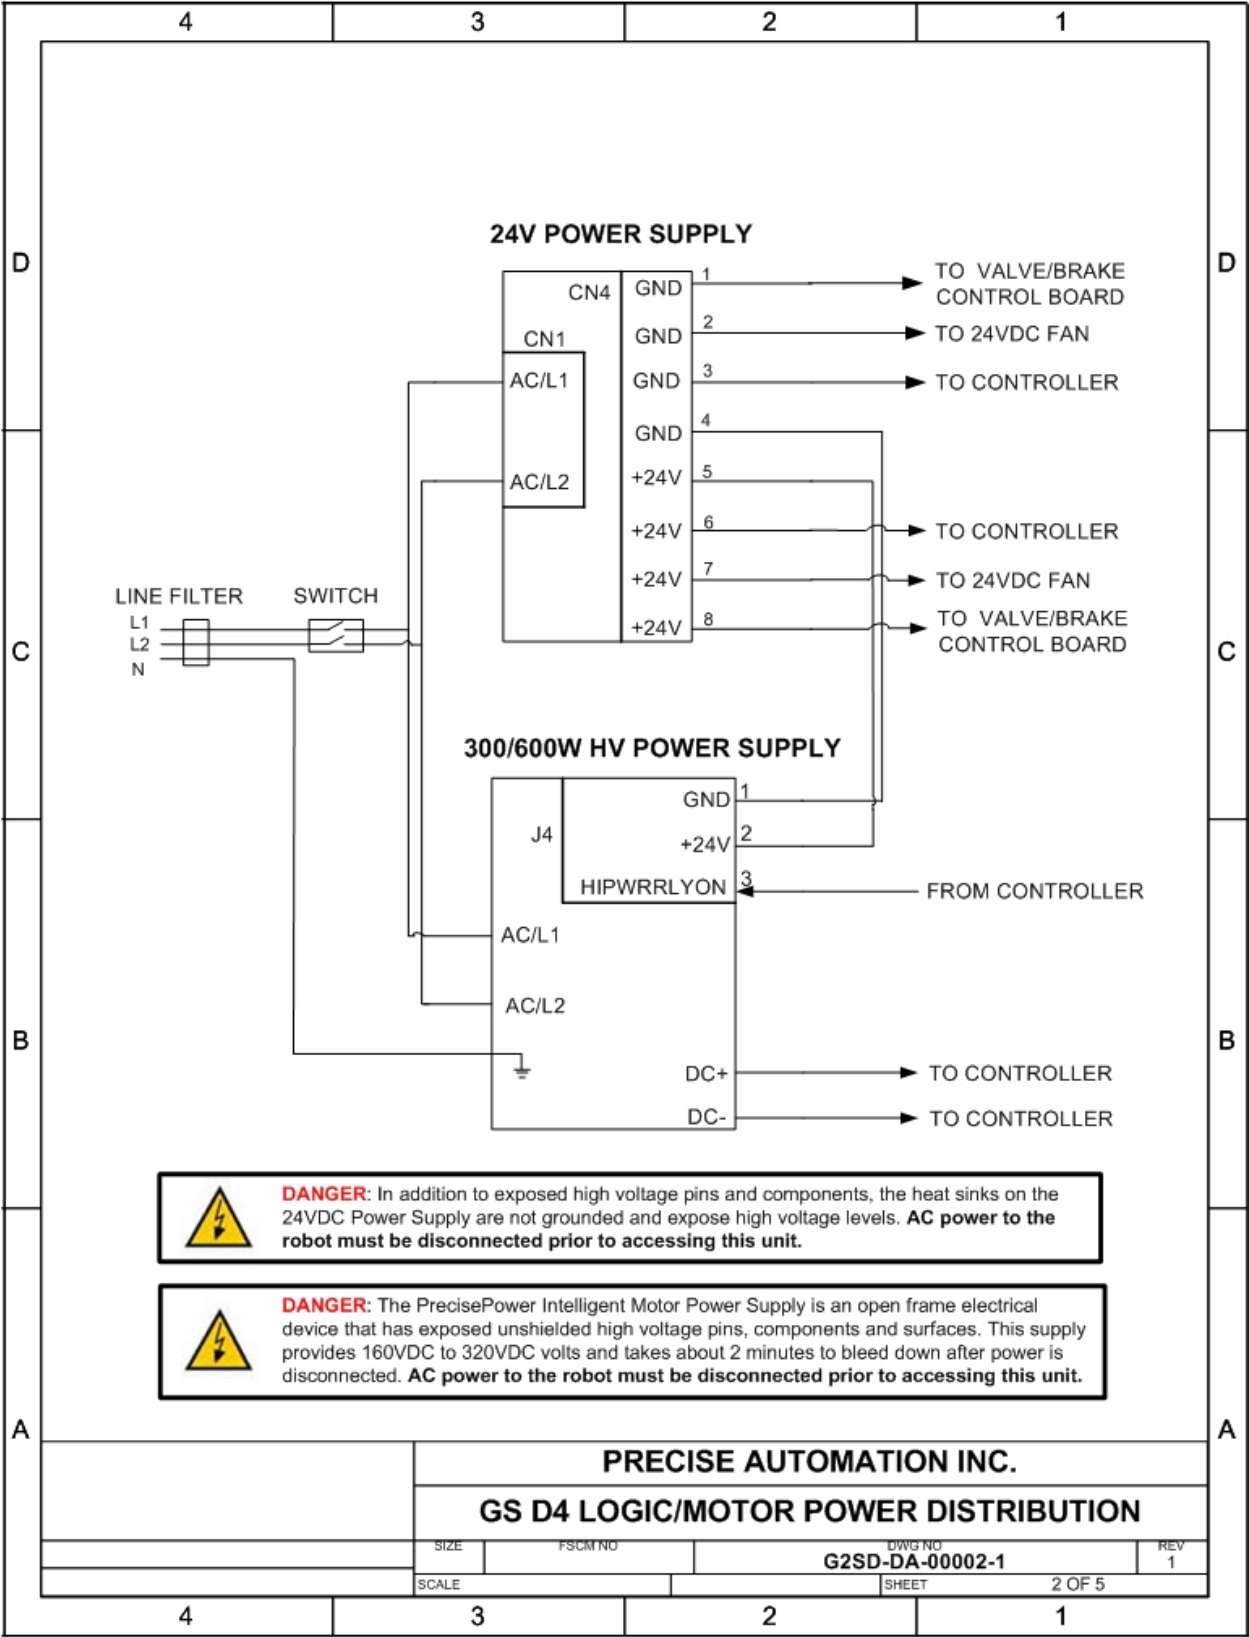 4 3 2 1
24V POWER SUPPLY
D D
CN4 GND 1 TO VALVE/BRAKE
CONTROL BOARD
GND 2 TO 24VDC FAN
CN1
AC/L1 GND 3 TO CONTROLLER
GND 4
AC/L2 +24V 5
+24V 6 TO CONTROLLER
+24V 7 TO 24VDC FAN
LINE FILTER SWITCH
+24V 8 TO VALVE/BRAKE
CONTROL BOARD
L1
L2
N
C C
300/600W HV POWER SUPPLY
GND 1
J4 +24V 2
HIPWRRLYON 3 FROM CONTROLLER
AC/L1
AC/L2
B B
DC+ TO CONTROLLER
DC- TO CONTROLLER
DANGER: In addition to exposed high voltage pins and components, the heat sinks on the
24VDC Power Supply are not grounded and expose high voltage levels. AC power to the
robot must be disconnected prior to accessing this unit.
DANGER: The PrecisePower Intelligent Motor Power Supply is an open frame electrical
device that has exposed unshielded high voltage pins, components and surfaces. This supply
provides 160VDC to 320VDC volts and takes about 2 minutes to bleed down after power is
disconnected. AC power to the robot must be disconnected prior to accessing this unit.
A A
PRECISE AUTOMATION INC.
GS D4 LOGIC/MOTOR POWER DISTRIBUTION
SIZE FSCM NO DWG NO REV
G2SD-DA-00002-1 1
SCALE SHEET 2 OF 5
4 3 2 1